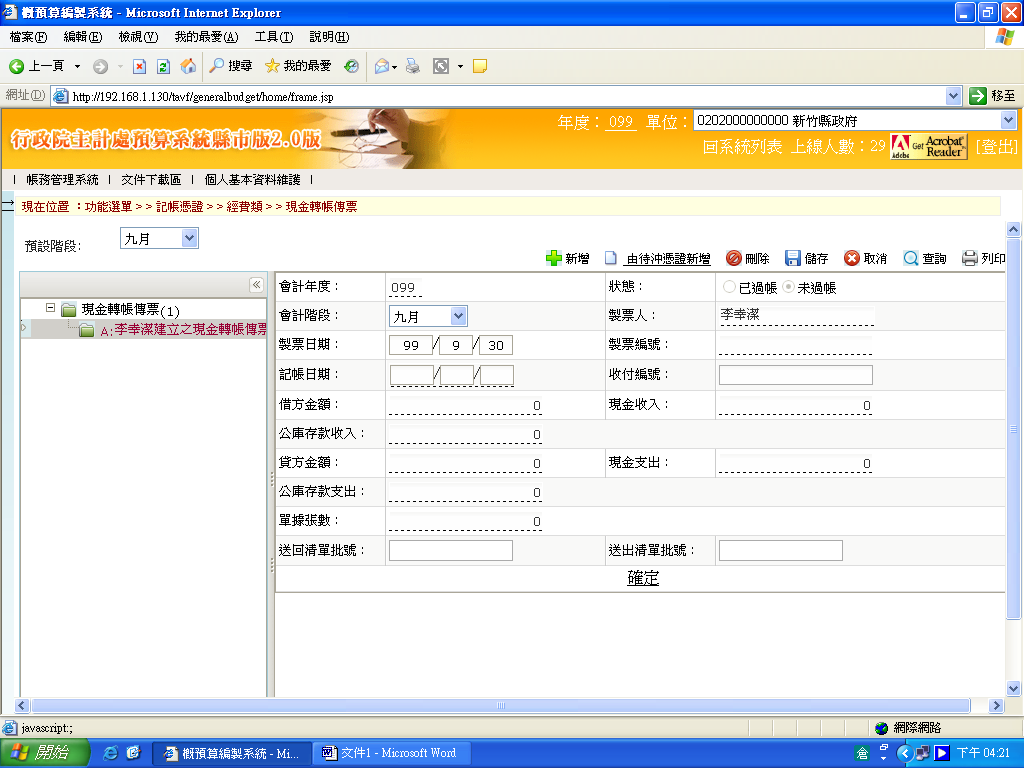 概預算編製系統 - Microsoft Internet Explorer
檔案(F) 編輯(E) 檢視(V) 我的最愛(A) 工具(T) 說明(H)
上一頁 搜尋 我的最愛
網址(D) http://192.168.1.130/tavf/generalbudget/home/frame.jsp 移至
行政院主計處預算系統縣市版2.0版
年度：099 單位：0202000000000 新竹縣政府
回系統列表 上線人數：29 Adobe Get Acrobat Reader [登出]
| 帳務管理系統 | 文件下載區 | 個人基本資料維護 |
現在位置 ：功能選單>>記帳憑證>>經費類>>現金轉帳傳票
預設階段: 九月
新增 由待沖憑證新增 刪除 儲存 取消 查詢 列印
«
現金轉帳傳票(1)
A:李幸潔建立之現金轉帳傳票
會計年度： 099 狀態： 已過帳 未過帳
會計階段： 九月 製票人： 李幸潔
製票日期： 99/9/30 製票編號：
記帳日期： / / 收付編號：
借方金額： 0 現金收入： 0
公庫存款收入： 0
貸方金額： 0 現金支出： 0
公庫存款支出： 0
單據張數： 0
送回清單批號： 送出清單批號：
確定
javascript:; 網際網路
開始 概預算編製系統 - Mi... 文件1 - Microsoft Word 倉 下午 04:21